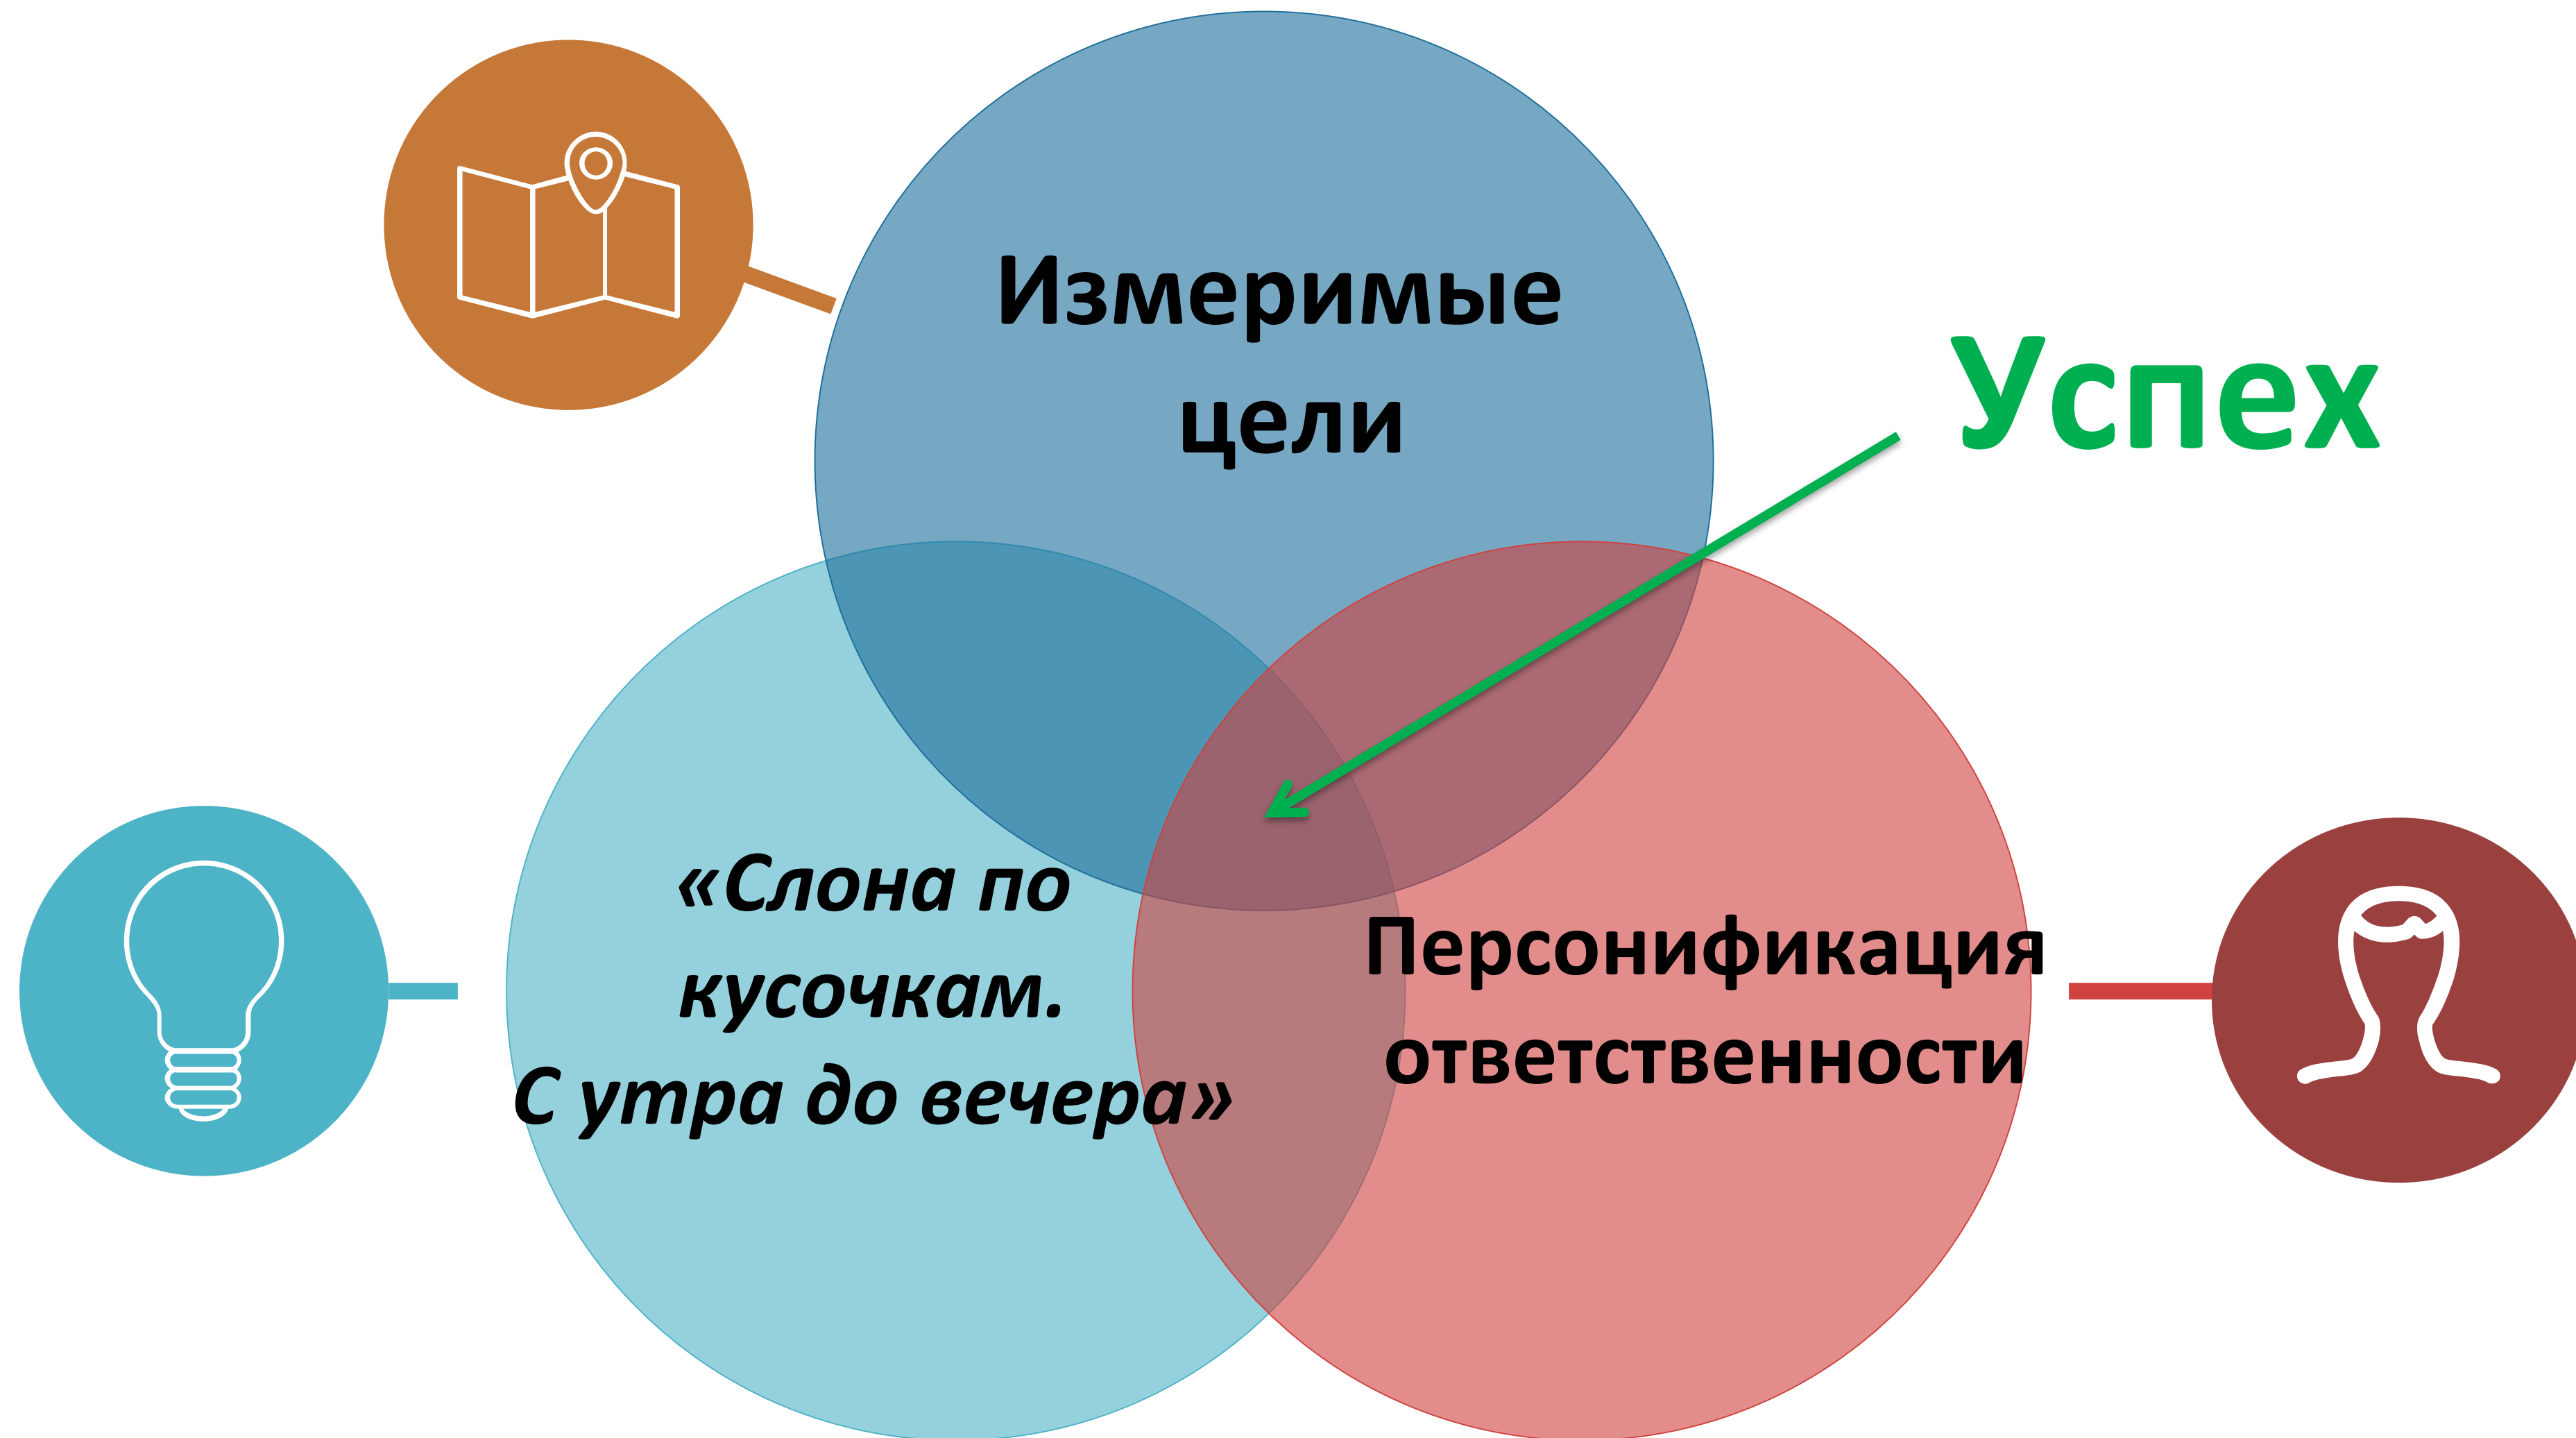 Измеримые
цели
Успех
«Слона по
кусочкам.
С утра до вечера»
Персонификация
ответственности